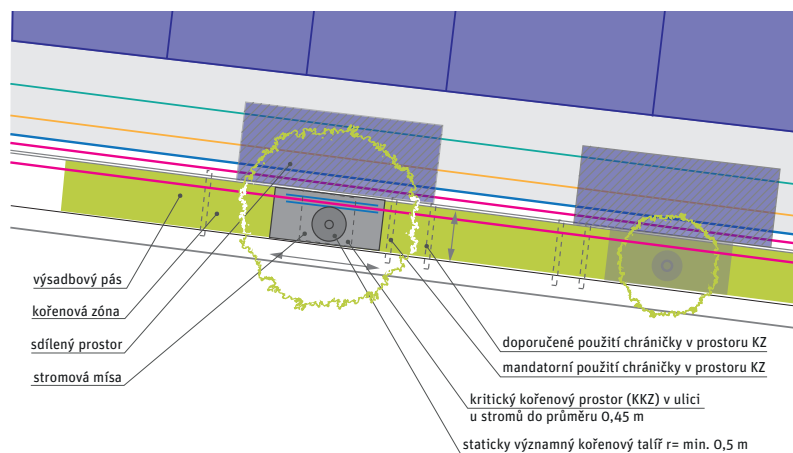 výsadbový pás
kořenová zóna
sdílený prostor
stromová mísa
doporučené použití chráničky v prostoru KZ
mandatorní použití chráničky v prostoru KZ
kritický kořenový prostor (KKZ) v ulici
u stromů do průměru 0,45 m
staticky významný kořenový talíř r= min. 0,5 m